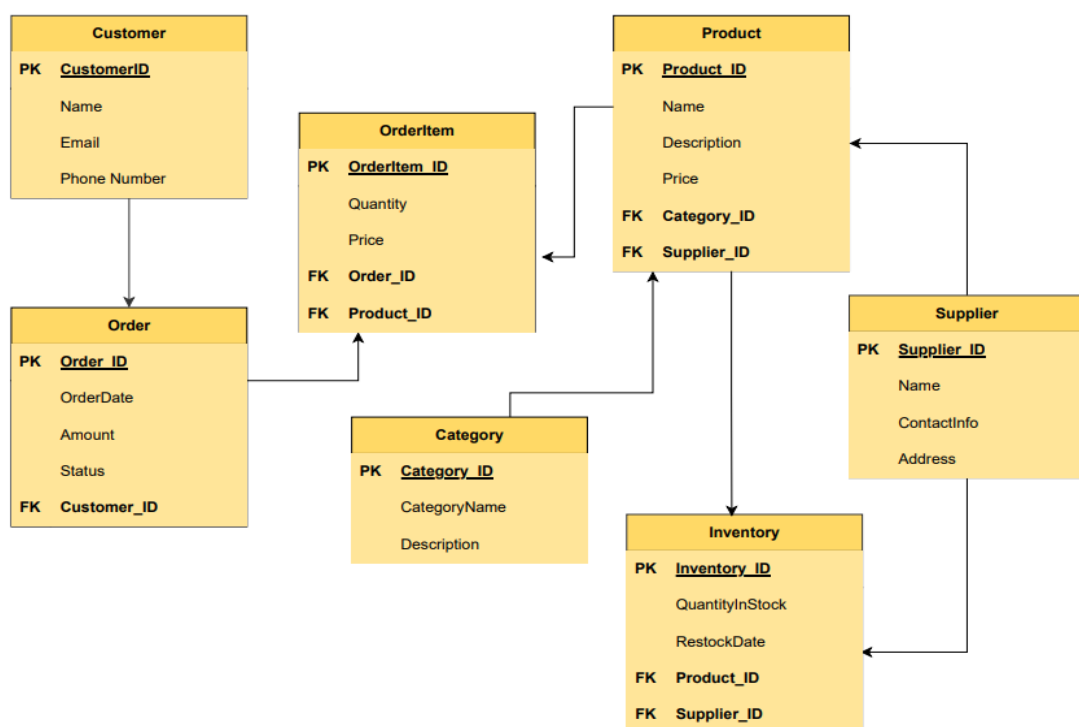 Customer
PK CustomerID
Name
Email
Phone Number
Product
PK Product_ID
Name
Description
Price
FK Category_ID
FK Supplier_ID
OrderItem
PK OrderItem_ID
Quantity
Price
FK Order_ID
FK Product_ID
Order
PK Order_ID
OrderDate
Amount
Status
FK Customer_ID
Supplier
PK Supplier_ID
Name
ContactInfo
Address
Category
PK Category_ID
CategoryName
Description
Inventory
PK Inventory_ID
QuantityInStock
RestockDate
FK Product_ID
FK Supplier_ID